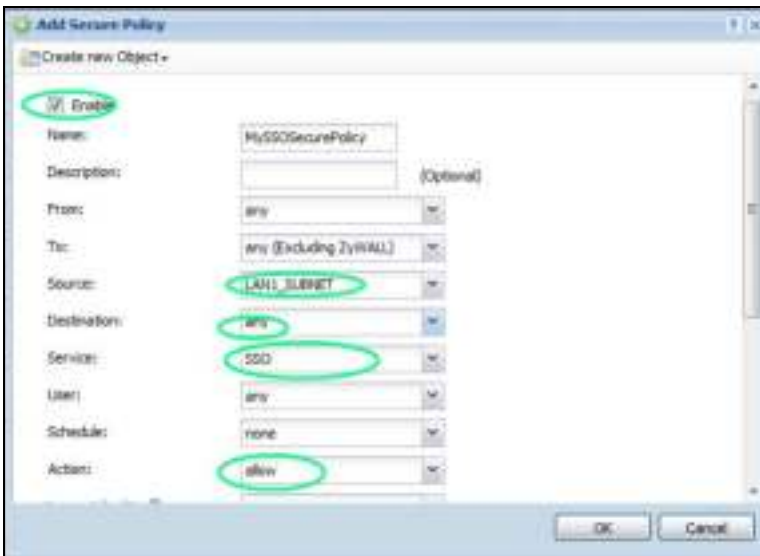 Add Secure Policy
Create new Object
Enable
Name: MySSOSecurePolicy
Description: (Optional)
From: any
To: any (Excluding ZyWALL)
Source: LAN1_SUBNET
Destination: any
Service: SSO
User: any
Schedule: none
Action: allow
OK Cancel